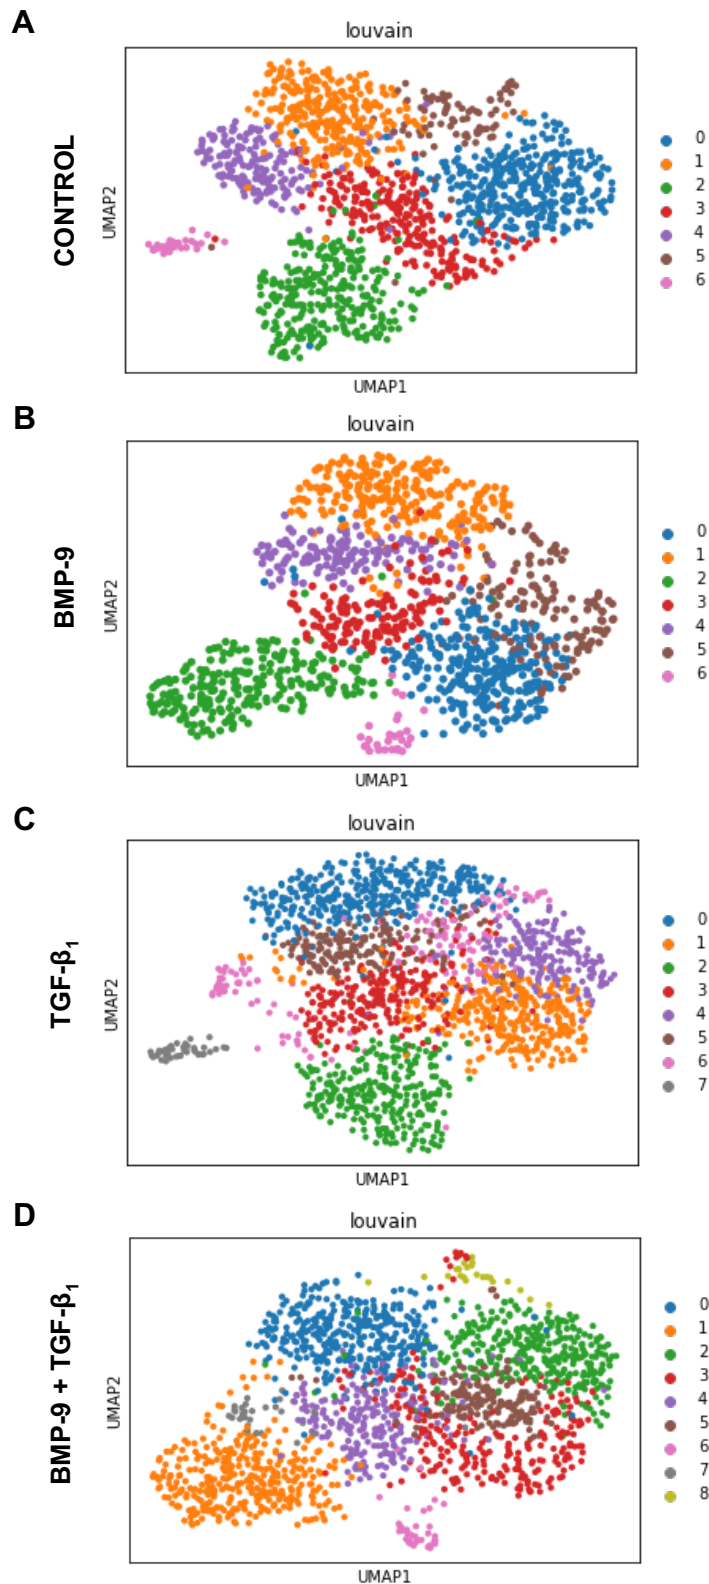 A
louvain
CONTROL
UMAP2
0
1
2
3
4
5
6
UMAP1
B
louvain
BMP-9
UMAP2
0
1
2
3
4
5
6
UMAP1
C
louvain
TGF-β₁
UMAP2
0
1
2
3
4
5
6
7
UMAP1
D
louvain
BMP-9 + TGF-β₁
UMAP2
0
1
2
3
4
5
6
7
8
UMAP1